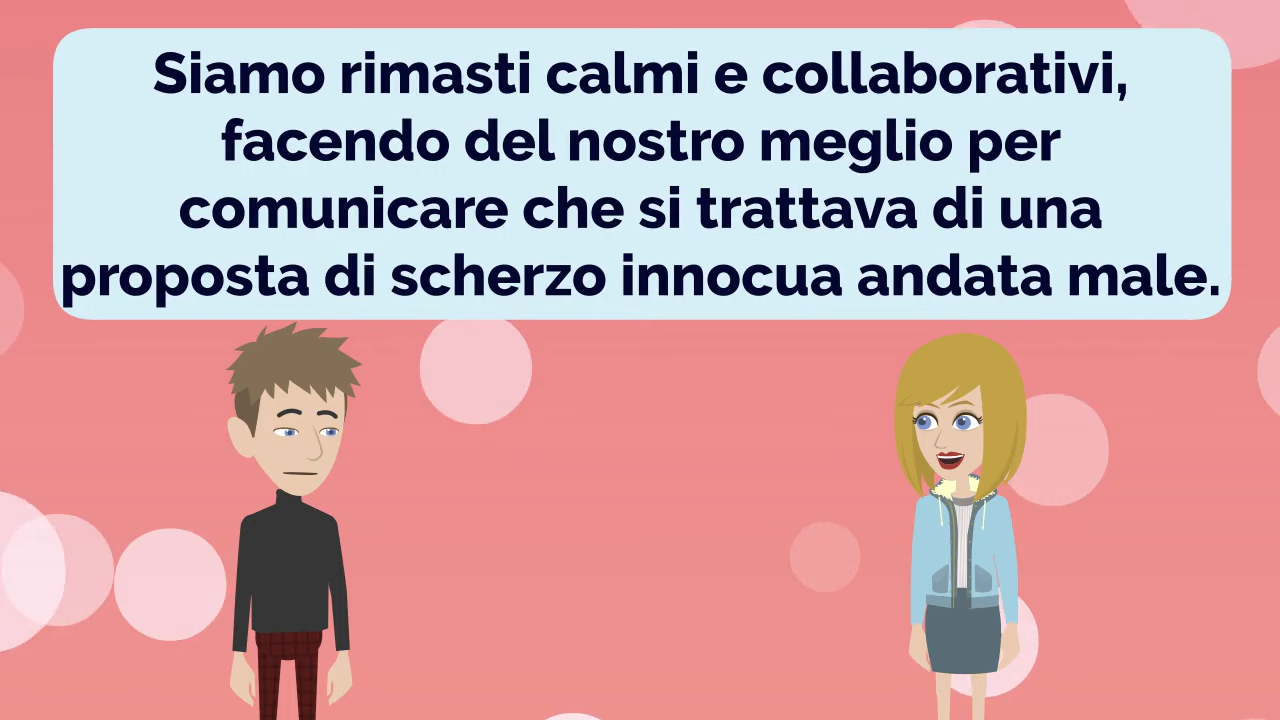 Siamo rimasti calmi e collaborativi,
facendo del nostro meglio per
comunicare che si trattava di una
proposta di scherzo innocua andata male.